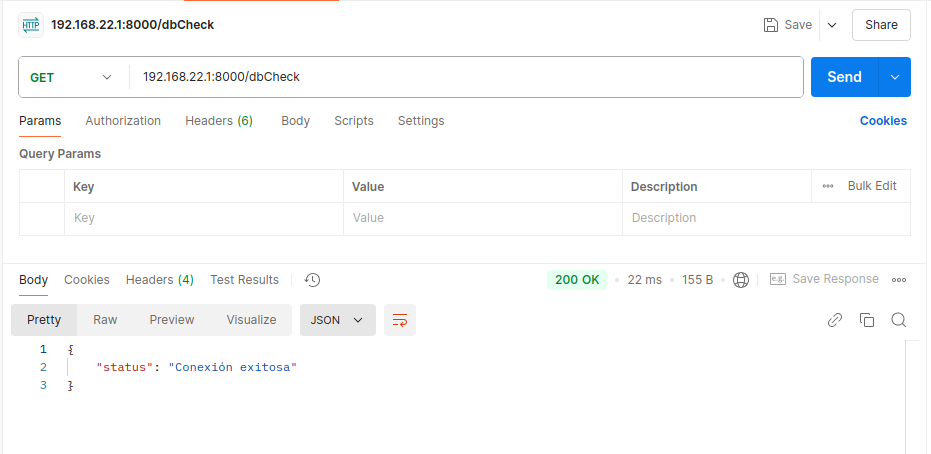 HTTP 192.168.22.1:8000/dbCheck Save Share
GET 192.168.22.1:8000/dbCheck Send
Params Authorization Headers (6) Body Scripts Settings Cookies
Query Params
Key Value Description ••• Bulk Edit
Key Value Description
Body Cookies Headers (4) Test Results 200 OK • 22 ms • 155 B e.g. Save Response •••
Pretty Raw Preview Visualize JSON
1 {
2 "status": "Conexión exitosa"
3 }